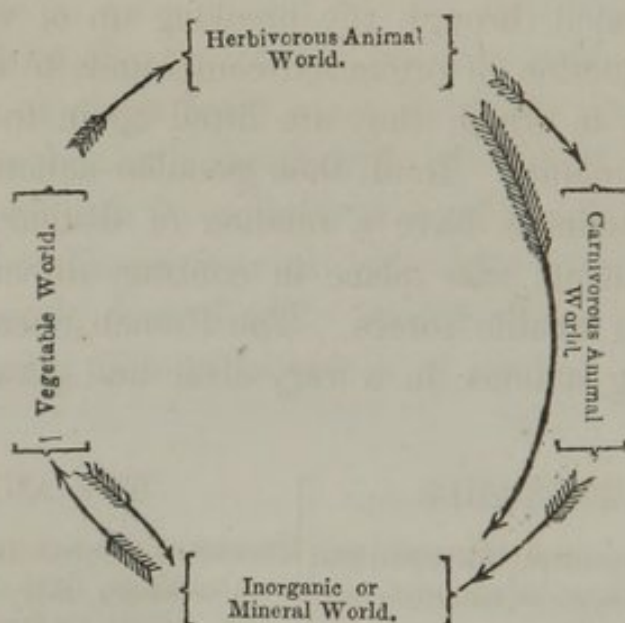 Herbivorous Animal
World.
Carnivorous Animal
World.
Vegetable World.
Inorganic or
Mineral World.